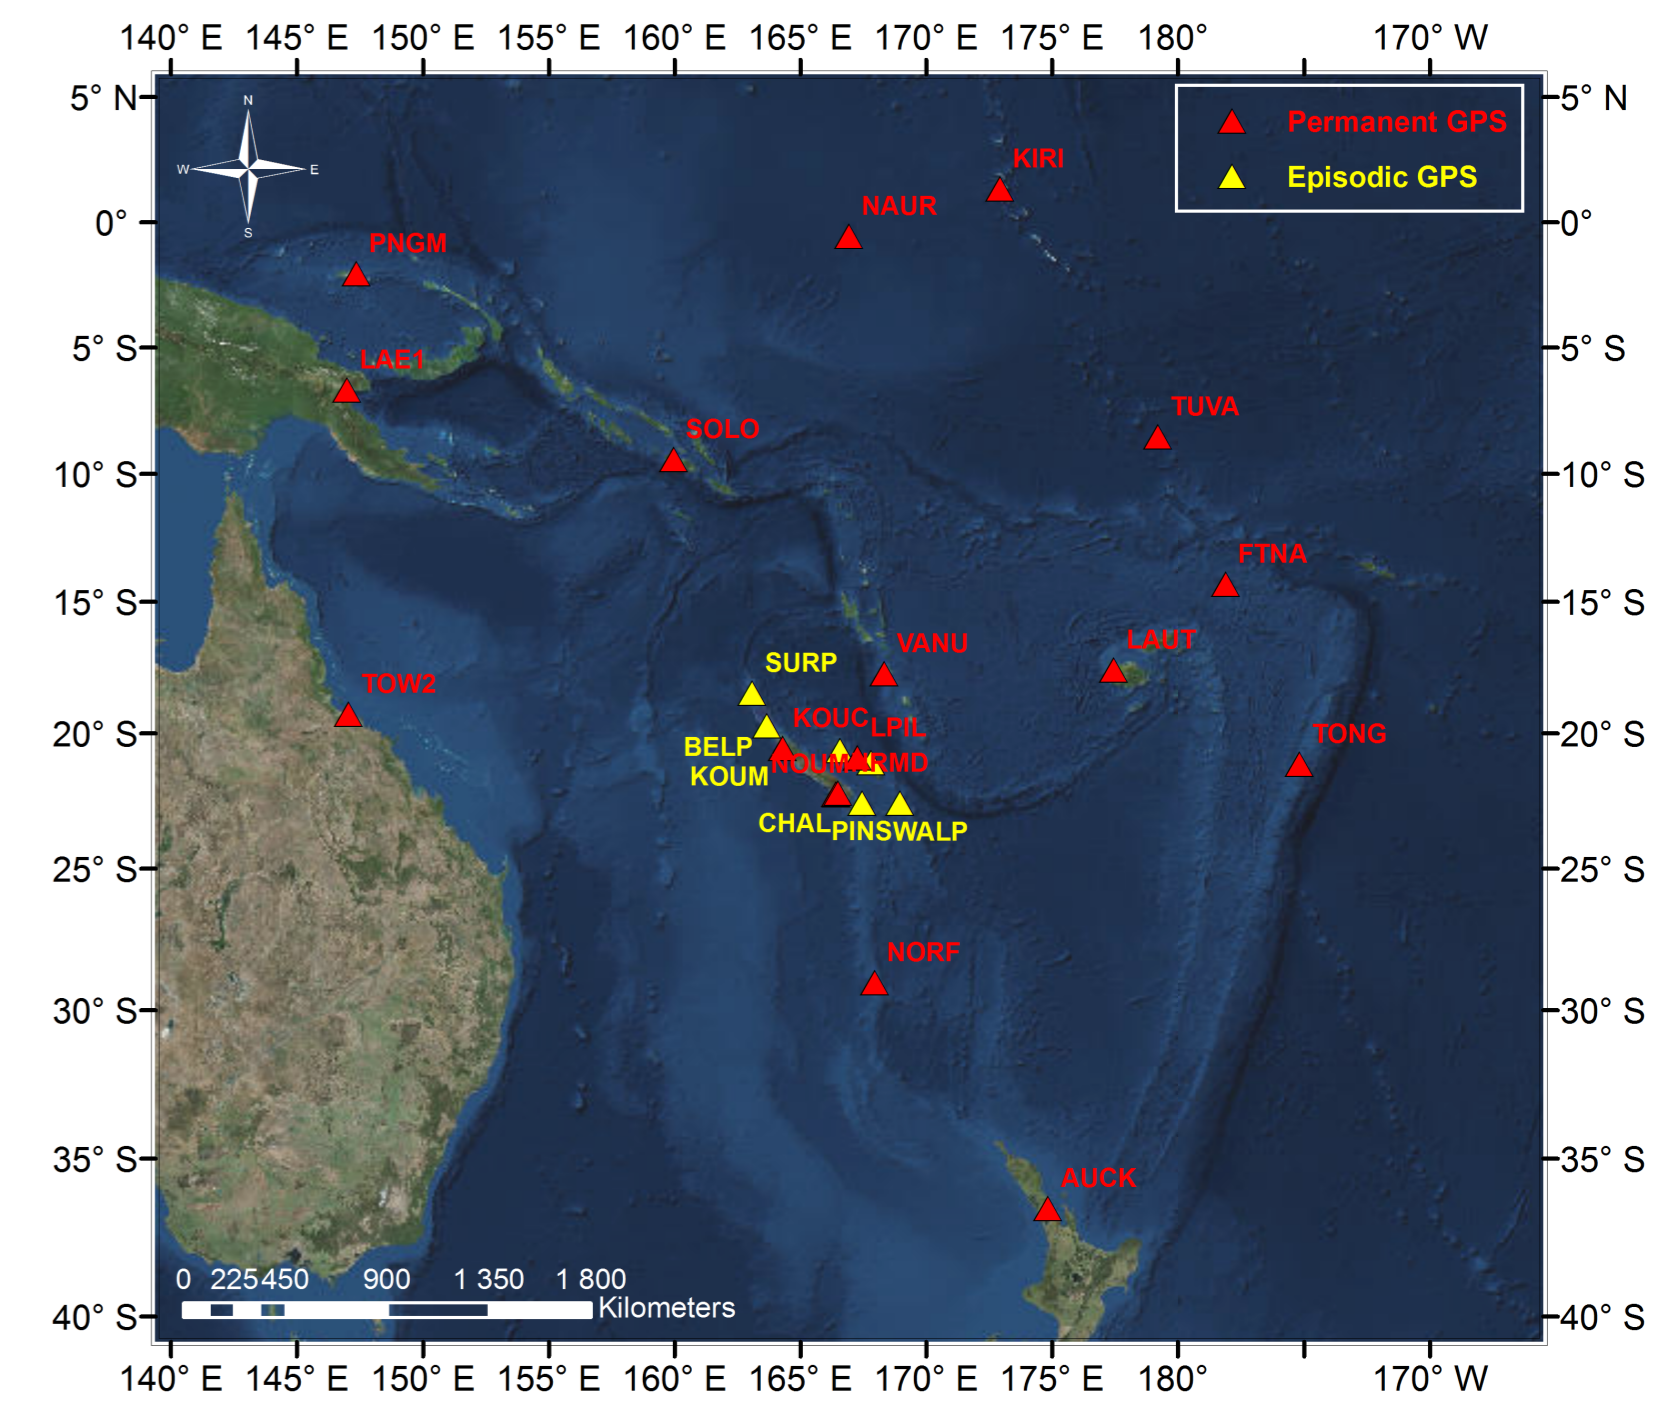 140° E 145° E 150° E 155° E 160° E 165° E 170° E 175° E 180° 170° W
5° N 5° N
N
W E
S
Permanent GPS
Episodic GPS
KIRI
NAUR
0° 0°
PNGM
5° S 5° S
LAE1
TUVA
SOLO
10° S 10° S
FTNA
15° S 15° S
LAUT
VANU
SURP
TOW2
KOUC LPIL
20° S TONG 20° S
BELP
NOUM NRMD
KOUM
CHAL PINS WALP
25° S 25° S
NORF
30° S 30° S
35° S 35° S
AUCK
0 225 450 900 1 350 1 800
Kilometers
40° S 40° S
140° E 145° E 150° E 155° E 160° E 165° E 170° E 175° E 180° 170° W